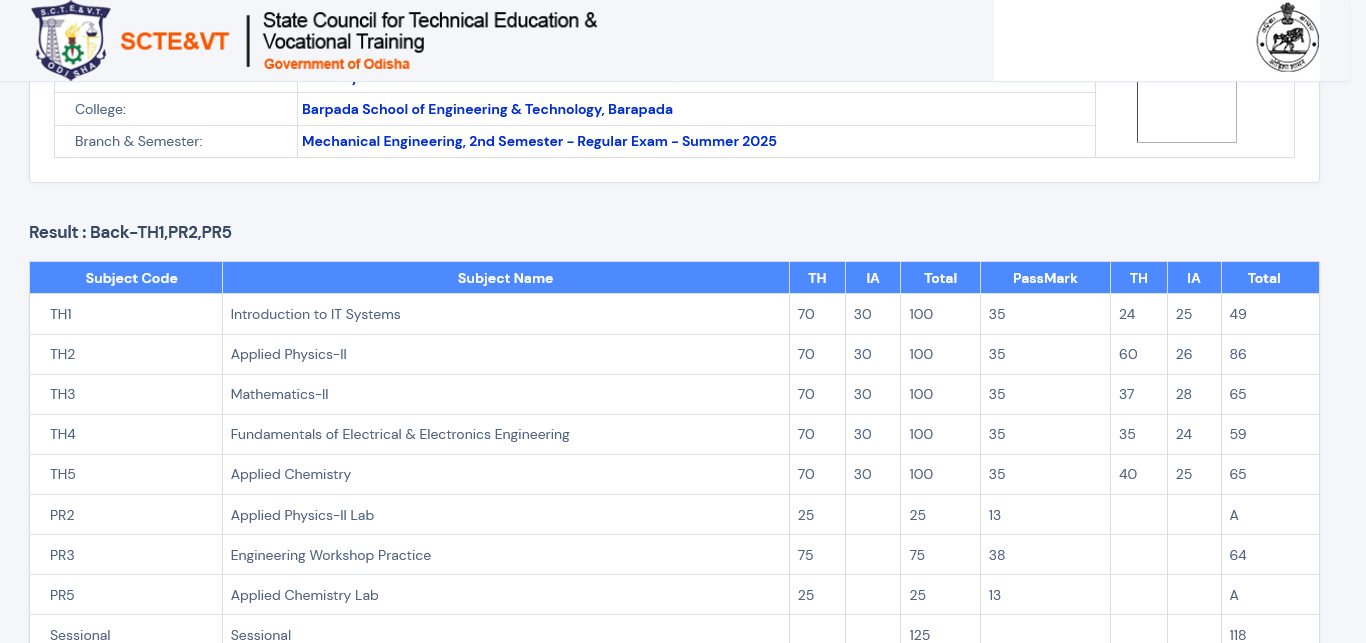 S.C.T.E.&V.T.
ODISHA
SCTE&VT
State Council for Technical Education &
Vocational Training
Government of Odisha
College: Barpada School of Engineering & Technology, Barapada
Branch & Semester: Mechanical Engineering, 2nd Semester - Regular Exam - Summer 2025
Result : Back-TH1,PR2,PR5
Subject Code Subject Name TH IA Total PassMark TH IA Total
TH1 Introduction to IT Systems 70 30 100 35 24 25 49
TH2 Applied Physics-II 70 30 100 35 60 26 86
TH3 Mathematics-II 70 30 100 35 37 28 65
TH4 Fundamentals of Electrical & Electronics Engineering 70 30 100 35 35 24 59
TH5 Applied Chemistry 70 30 100 35 40 25 65
PR2 Applied Physics-II Lab 25 25 13 A
PR3 Engineering Workshop Practice 75 75 38 64
PR5 Applied Chemistry Lab 25 25 13 A
Sessional Sessional 125 118